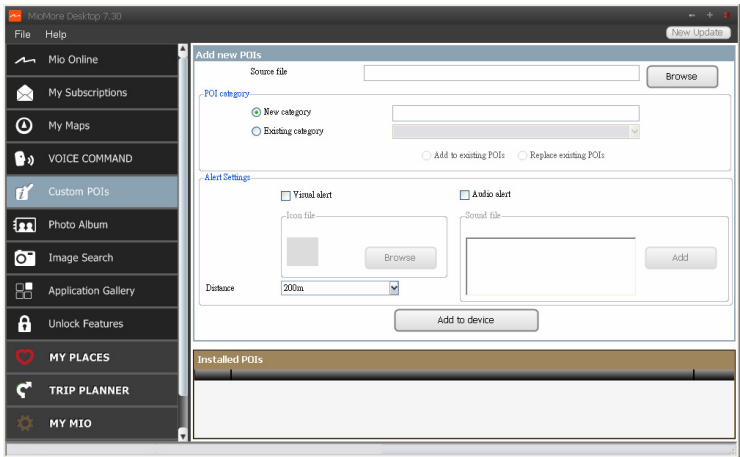 MioMore Desktop 7.30
File Help New Update
Mio Online
My Subscriptions
My Maps
VOICE COMMAND
Custom POIs
Photo Album
Image Search
Application Gallery
Unlock Features
MY PLACES
TRIP PLANNER
MY MIO
Add new POIs
Source file Browse
POI category
New category
Existing category
Add to existing POIs Replace existing POIs
Alert Settings
Visual alert Audio alert
Icon file Sound file
Browse Add
Distance 200m
Add to device
Installed POIs